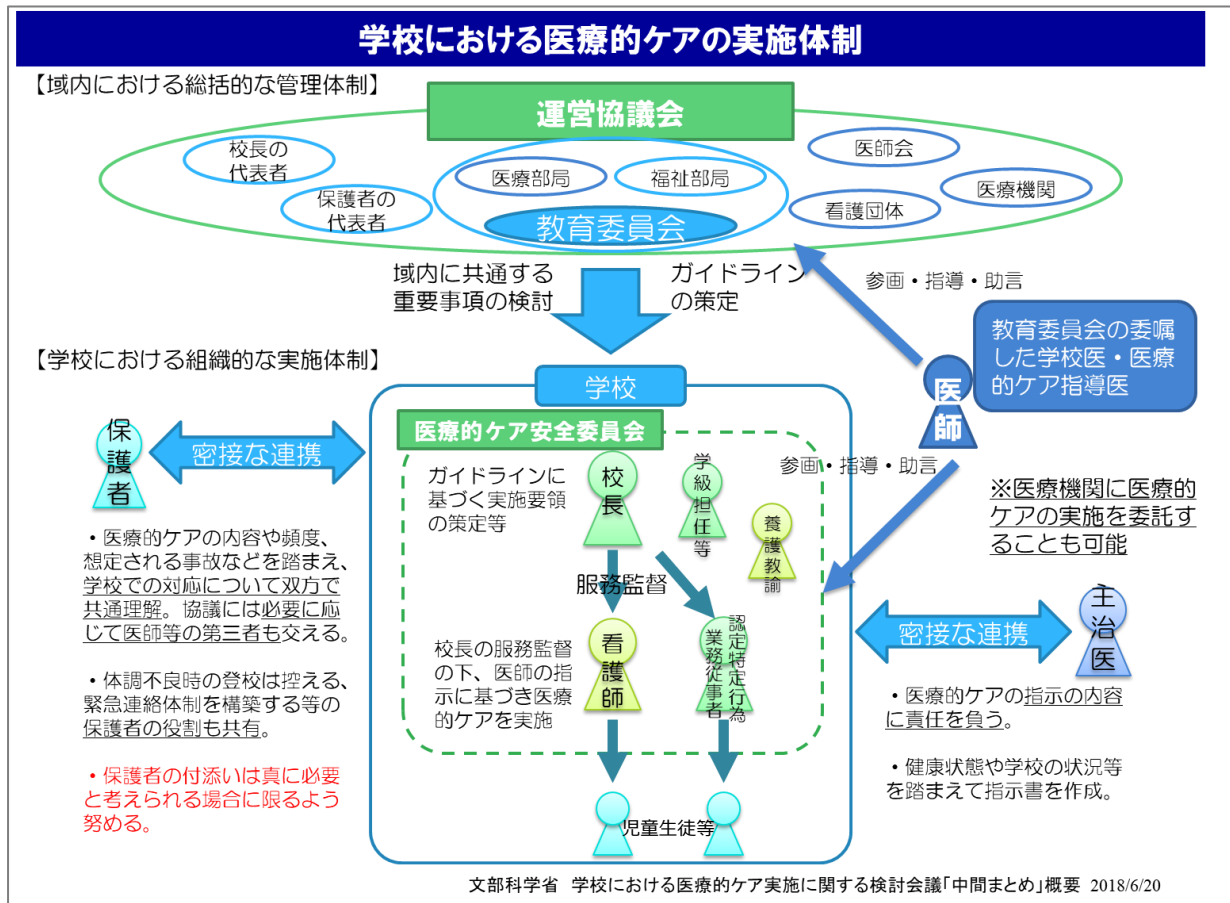 学校における医療的ケアの実施体制
【域内における総括的な管理体制】
運営協議会
校長の
代表者
保護者の
代表者
医療部局
福祉部局
教育委員会
医師会
医療機関
看護団体
域内に共通する
重要事項の検討
ガイドライン
の策定
参画・指導・助言
教育委員会の委嘱
した学校医・医療
的ケア指導医
医師
【学校における組織的な実施体制】
学校
医療的ケア安全委員会
保護者
密接な連携
ガイドラインに
基づく実施要領
の策定等
校長
学級担任等
養護教諭
参画・指導・助言
※医療機関に医療的
ケアの実施を委託す
ることも可能
服務監督
・医療的ケアの内容や頻度、
想定される事故などを踏まえ、
学校での対応について双方で
共通理解。協議には必要に応
じて医師等の第三者も交える。
・体調不良時の登校は控える、
緊急連絡体制を構築する等の
保護者の役割も共有。
・保護者の付添いは真に必要
と考えられる場合に限るよう
努める。
校長の服務監督
の下、医師の指
示に基づき医療
的ケアを実施
看護師
認定特定行為
業務従事者
密接な連携
主治医
・医療的ケアの指示の内容
に責任を負う。
・健康状態や学校の状況等
を踏まえて指示書を作成。
児童生徒等
文部科学省 学校における医療的ケア実施に関する検討会議「中間まとめ」概要 2018/6/20